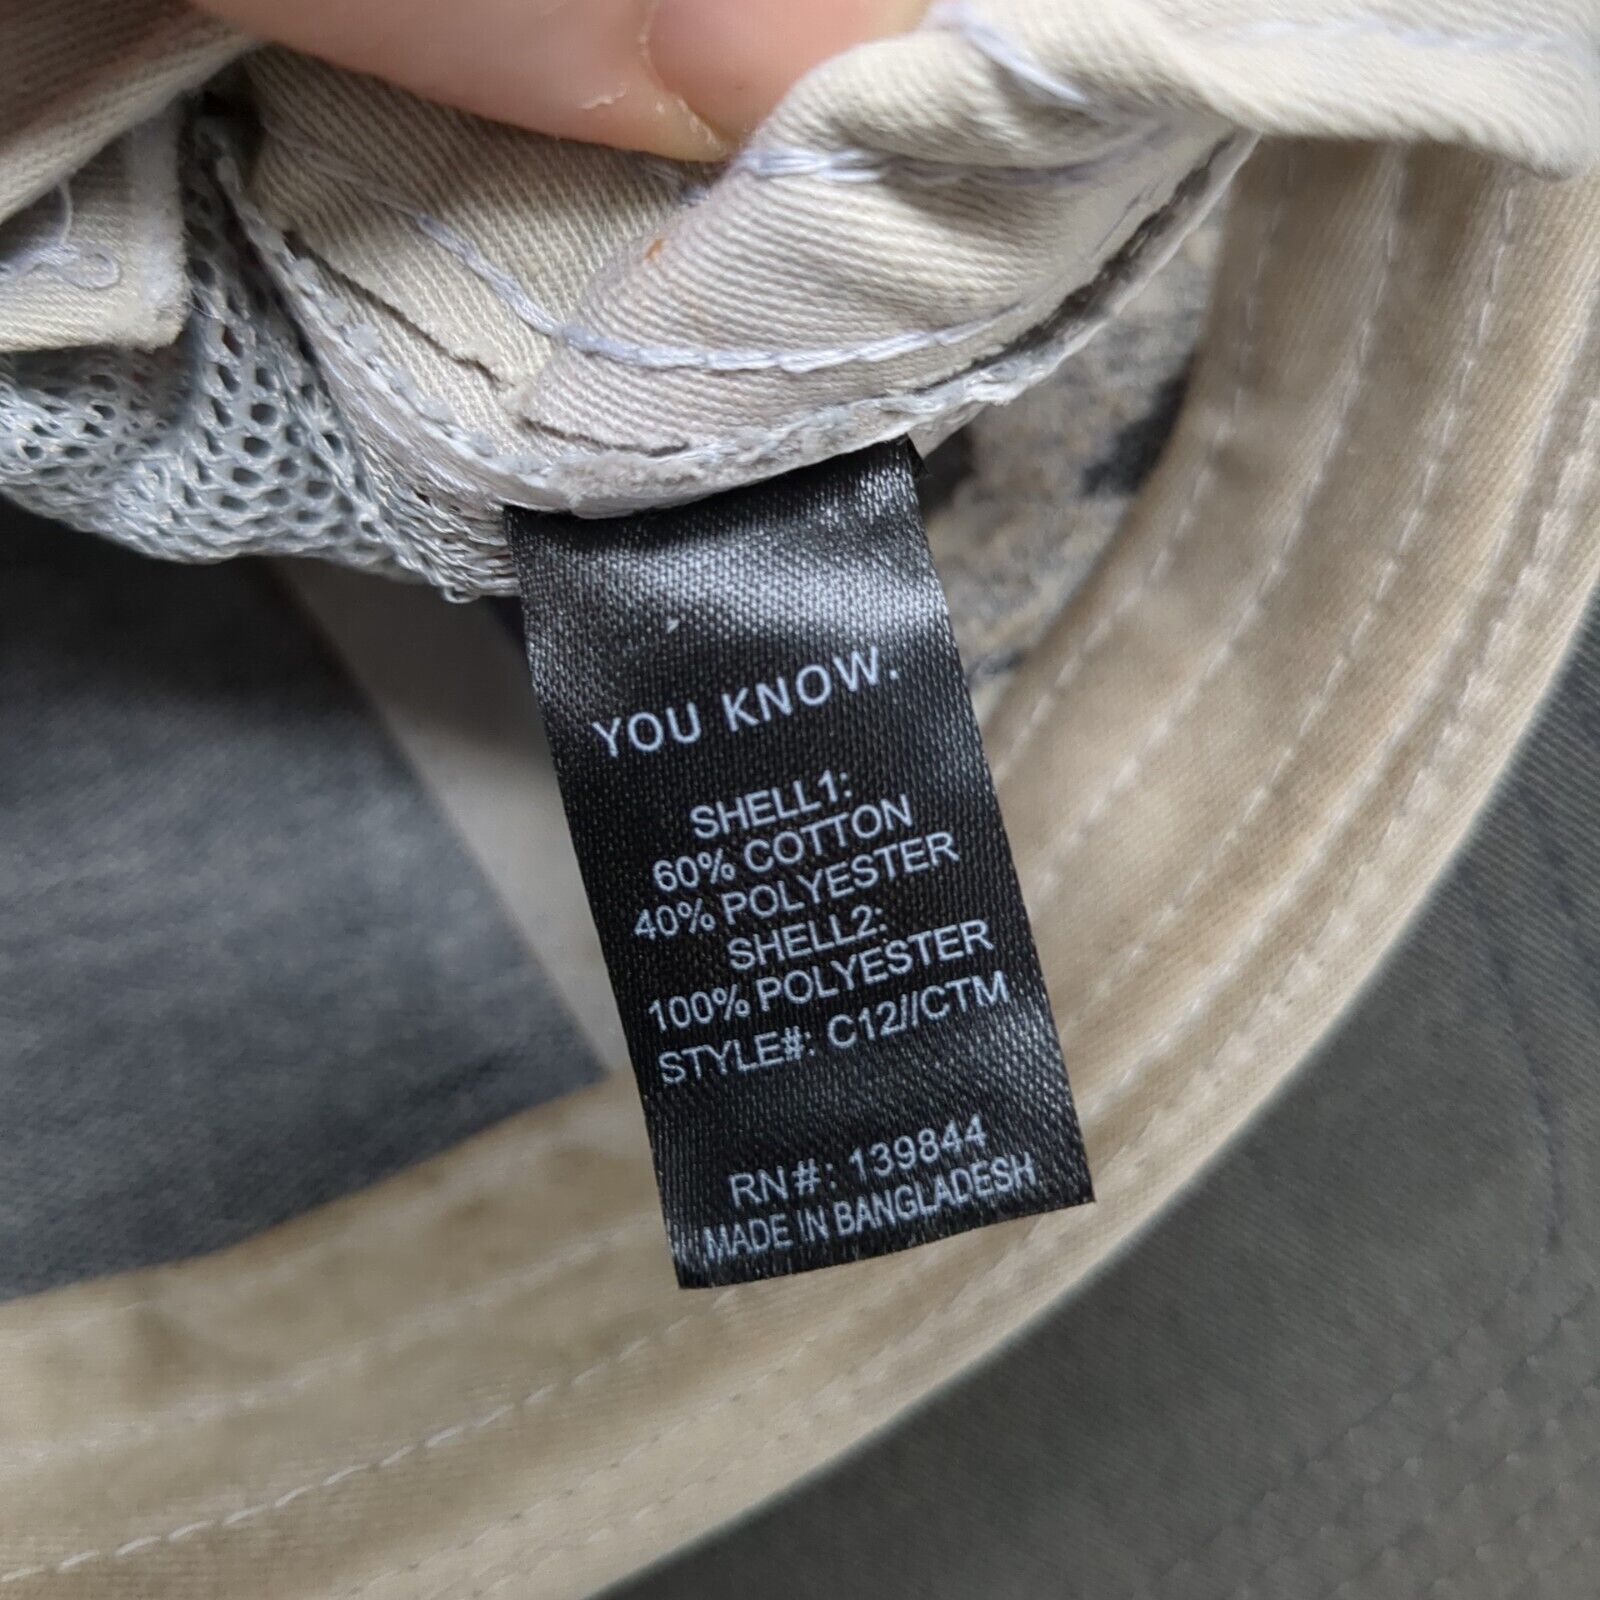 YOU KNOW.
SHELL1:
60% COTTON
40% POLYESTER
SHELL2:
100% POLYESTER
STYLE#: C12//CTM
RN#: 139844
MADE IN BANGLADESH